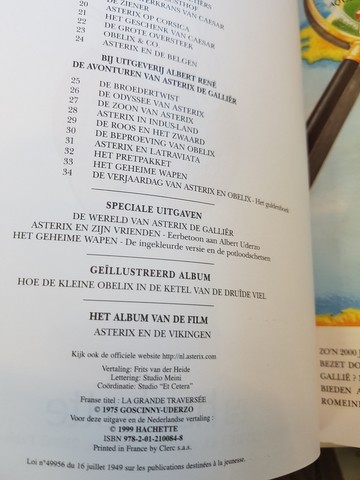 DE ZIENER
ASTERIX OP CORSICA
HET GESCHENK VAN CAESAR
DE GROTE OVERSTEEK
23 OBELIX & CO.
24 ASTERIX EN DE BELGEN
BIJ UITGEVERIJ ALBERT RENÉ
DE AVONTUREN VAN ASTERIX DE GALLIËR
25 DE BROEDERTWIST
26 DE ODYSSEE VAN ASTERIX
27 DE ZOON VAN ASTERIX
28 ASTERIX IN INDUS-LAND
29 DE ROOS EN HET ZWAARD
30 DE BEPROEVING VAN OBELIX
31 ASTERIX EN LATRAVIATA
32 HET PRETPAKKET
33 HET GEHEIME WAPEN
34 DE VERJAARDAG VAN ASTERIX EN OBELIX - Het guldenboek
SPECIALE UITGAVEN
DE WERELD VAN ASTERIX DE GALLIËR
ASTERIX EN ZIJN VRIENDEN - Eerbetoon aan Albert Uderzo
HET GEHEIME WAPEN - De ingekleurde versie en de potloodschetsen
GEÏLLUSTREERD ALBUM
HOE DE KLEINE OBELIX IN DE KETEL VAN DE DRUÏDE VIEL
HET ALBUM VAN DE FILM
ASTERIX EN DE VIKINGEN
Kijk ook de officiele website http://nl.asterix.com
Vertaling: Frits van der Heide
Lettering: Studio Meini
Coördinatie: Studio "Et Cetera"
Franse titel : LA GRANDE TRAVERSÉE
© 1975 GOSCINNY-UDERZO
Voor deze uitgave en de Nederlandse vertaling :
© 1999 HACHETTE
ISBN 978-2-01-210084-8
Printed in France by Clerc s.a.s.
Loi n°49956 du 16 juillet 1949 sur les publications destinées à la jeunesse.
ZO'N 2000 J
BEZET DO
GALLIË ?
BIEDEN A
ROMEIN